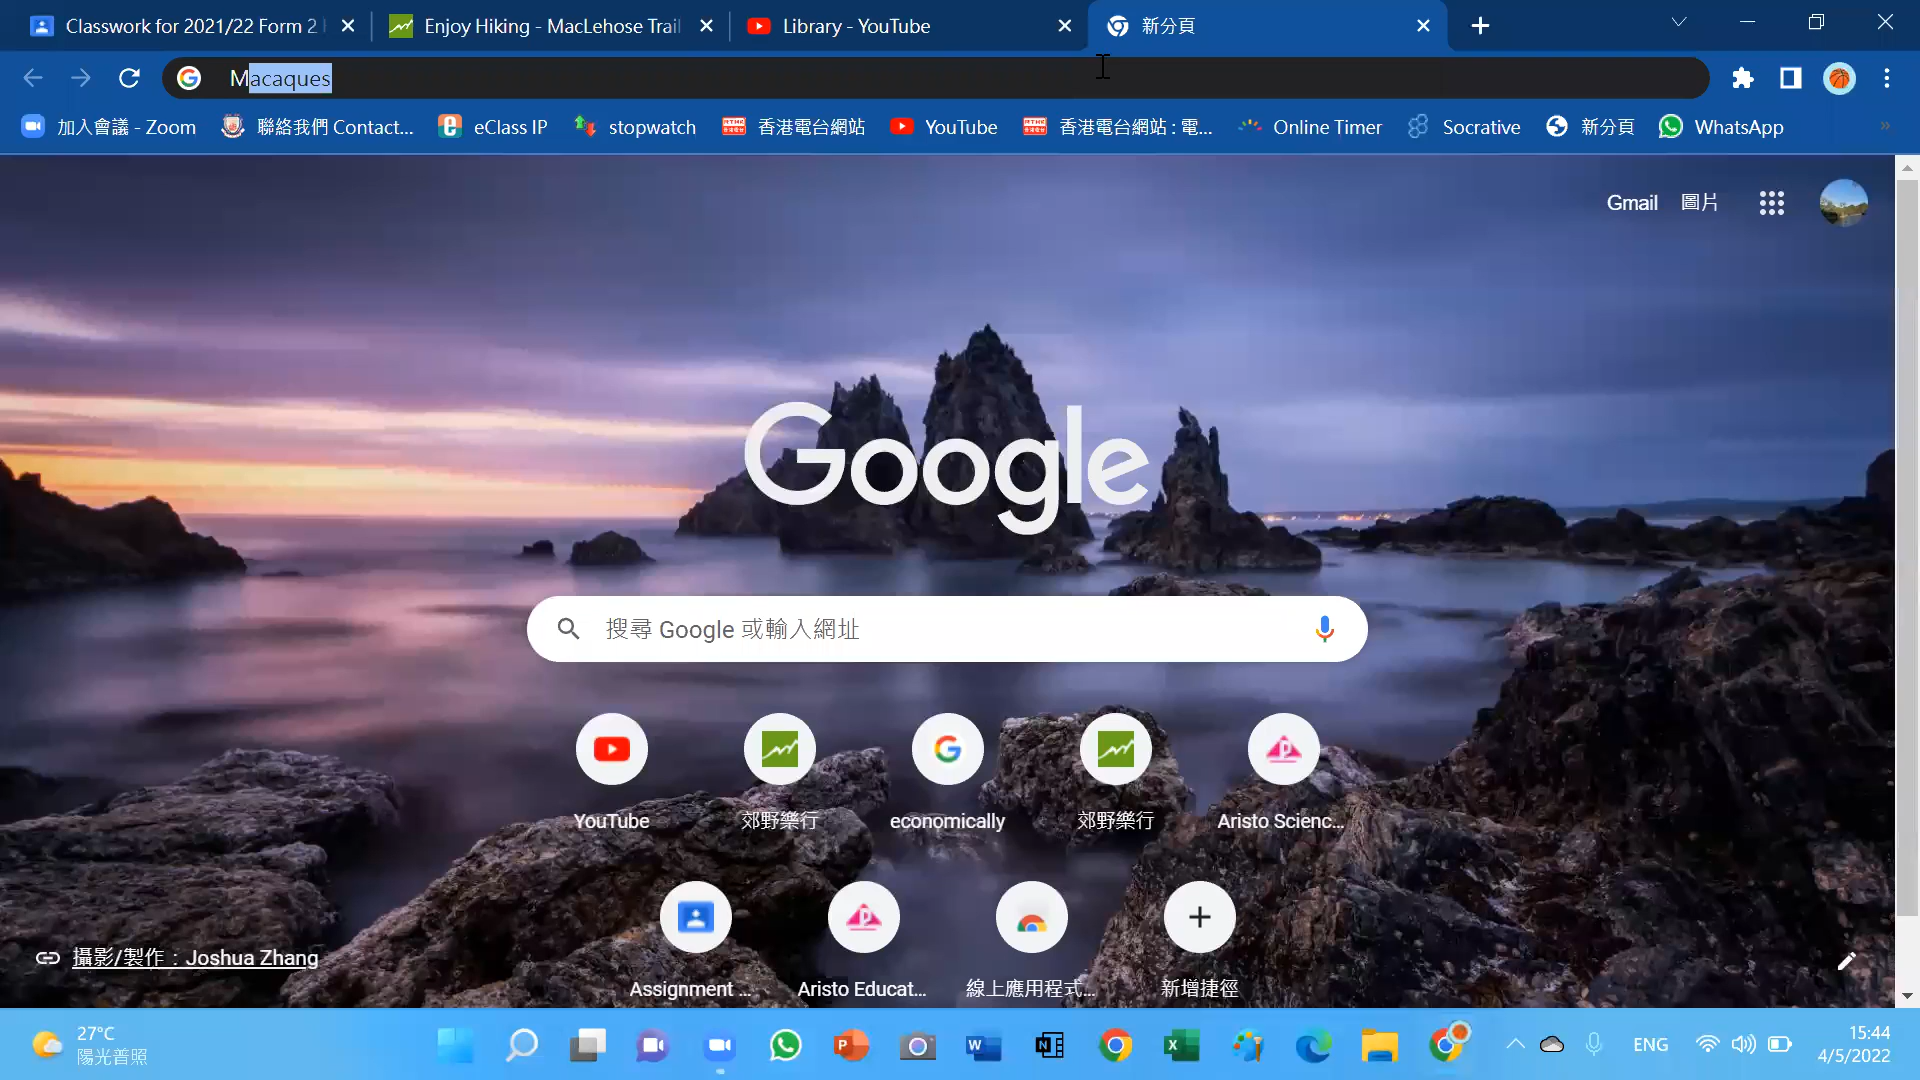 Classwork for 2021/22 Form 2
Enjoy Hiking - MacLehose Trail
Library - YouTube
新分頁
Macaques
加入會議 - Zoom
聯絡我們 Contact...
eClass IP
stopwatch
香港電台網站
YouTube
香港電台網站 : 電...
Online Timer
Socrative
新分頁
WhatsApp
Gmail
圖片
Google
搜尋 Google 或輸入網址
YouTube
郊野樂行
economically
郊野樂行
Aristo Scienc...
Assignment ...
Aristo Educat...
線上應用程式...
新增捷徑
攝影/製作：Joshua Zhang
27°C
陽光普照
ENG
15:44
4/5/2022